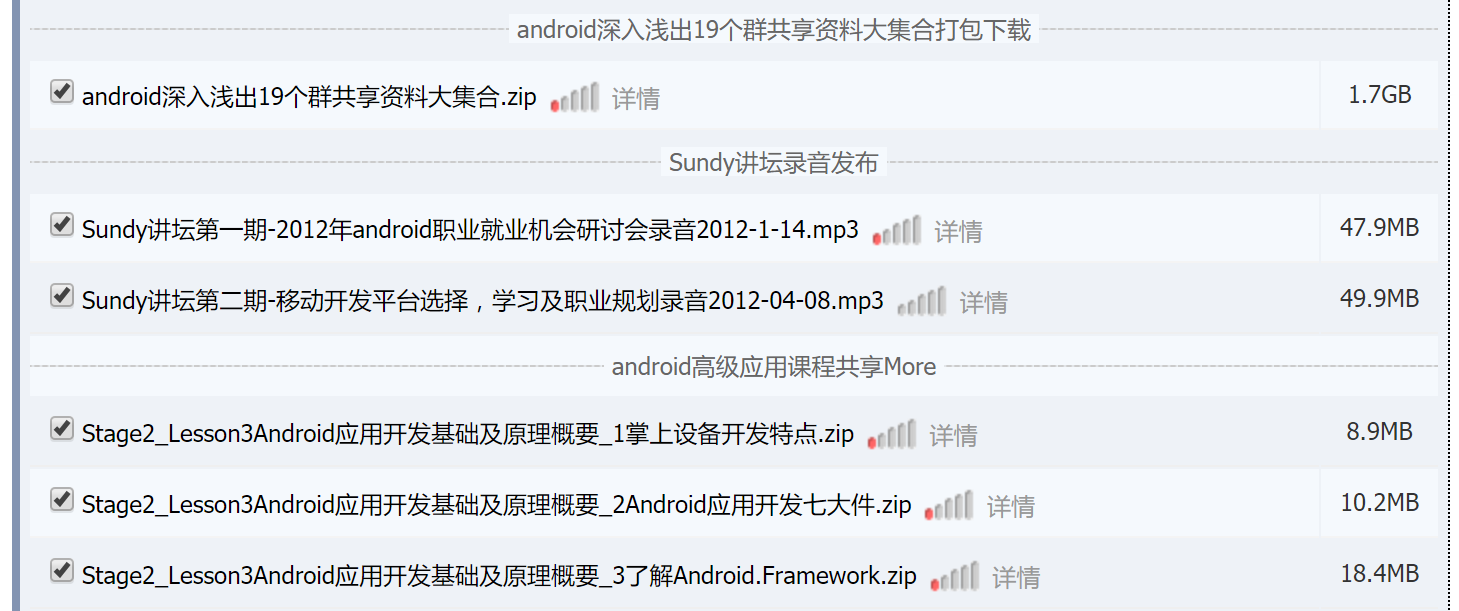 android深入浅出19个群共享资料大集合打包下载
android深入浅出19个群共享资料大集合.zip 详情 1.7GB
Sundy讲坛录音发布
Sundy讲坛第一期-2012年android职业就业机会研讨会录音2012-1-14.mp3 详情 47.9MB
Sundy讲坛第二期-移动开发平台选择，学习及职业规划录音2012-04-08.mp3 详情 49.9MB
android高级应用课程共享More
Stage2_Lesson3Android应用开发基础及原理概要_1掌上设备开发特点.zip 详情 8.9MB
Stage2_Lesson3Android应用开发基础及原理概要_2Android应用开发七大件.zip 详情 10.2MB
Stage2_Lesson3Android应用开发基础及原理概要_3了解Android.Framework.zip 详情 18.4MB